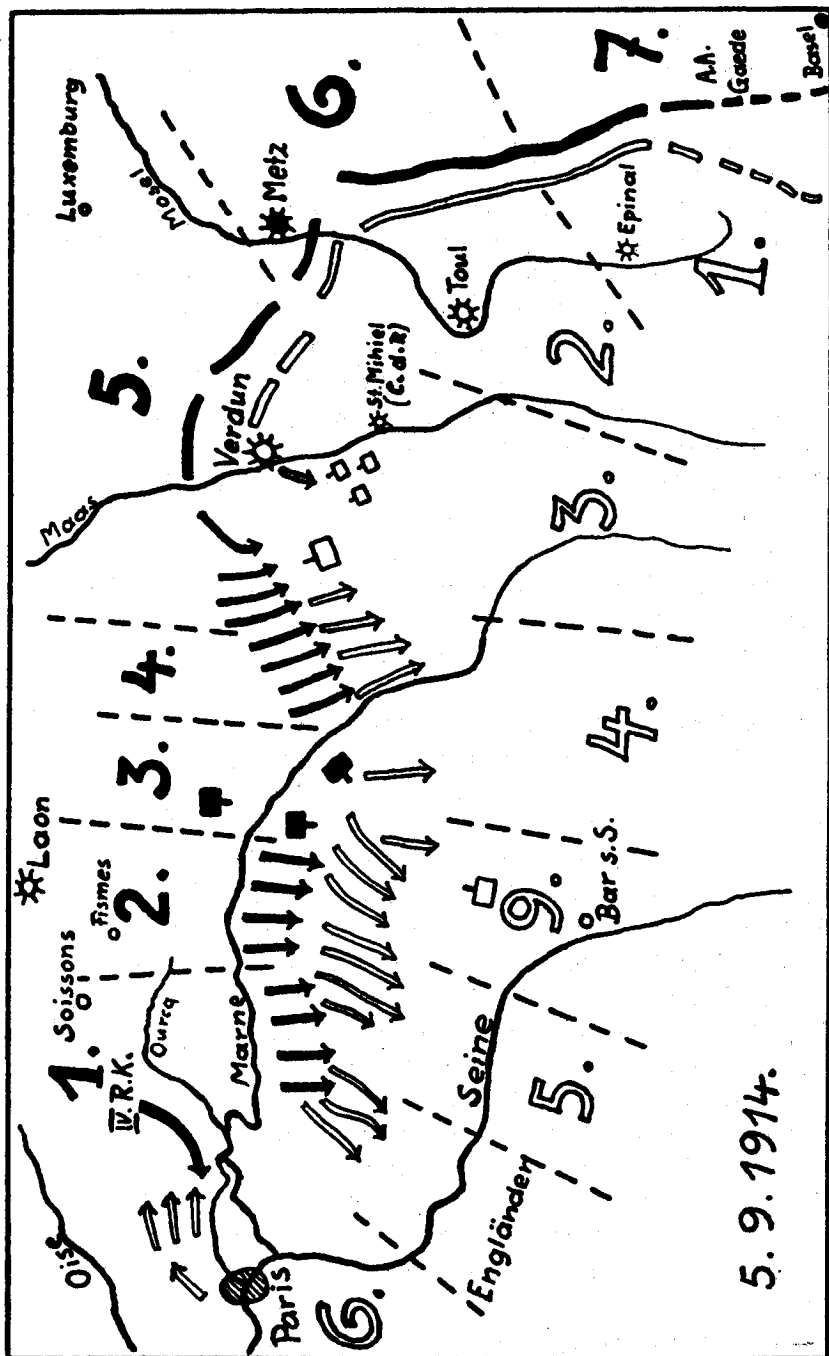 Luxemburg
Laon
Mosel
Maas
Oise
Soissons
Fismes
1.
2.
3.
4.
5.
6.
7.
IV. R.K.
Ourcq
Verdun
Metz
Marne
Paris
St. Mihiel
(C.d.R)
Toul
6.
Engländen
Seine
5.
9.
Bar s.S.
4.
3.
2.
1.
Epinal
A.A.
Gaede
Basel
5.9.1914.